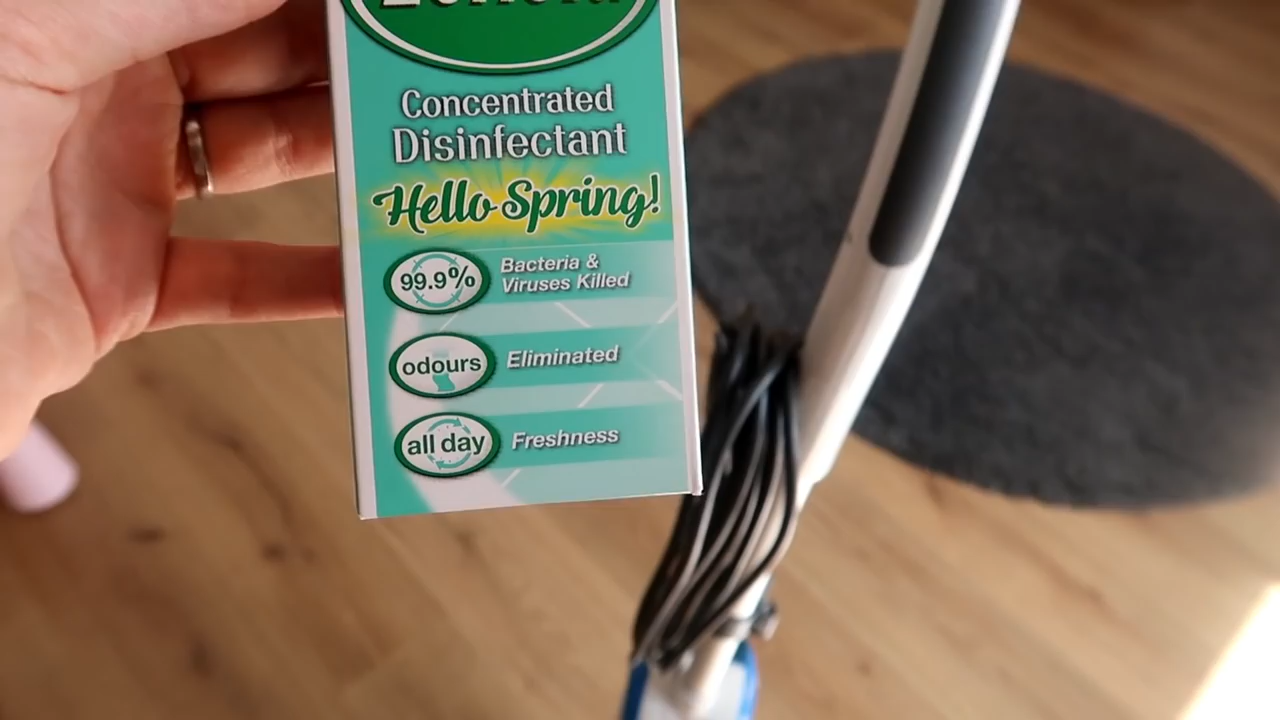 Concentrated
Disinfectant
Hello Spring!
99.9%
Bacteria &
Viruses Killed
odours
Eliminated
all day
Freshness